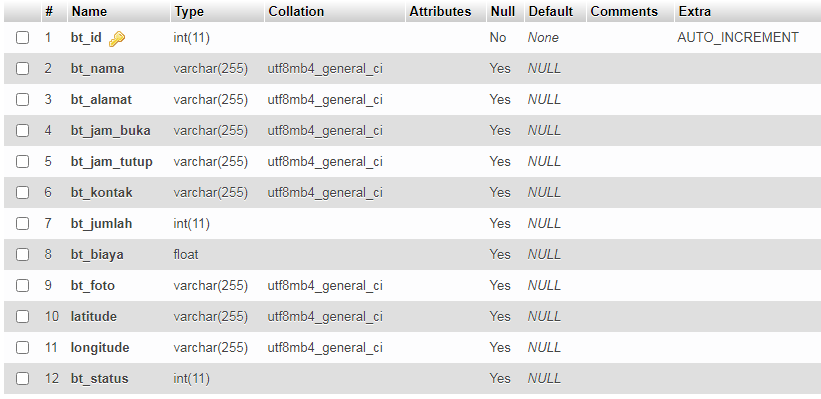 # Name Type Collation Attributes Null Default Comments Extra
1 bt_id int(11) No None AUTO_INCREMENT
2 bt_nama varchar(255) utf8mb4_general_ci Yes NULL
3 bt_alamat varchar(255) utf8mb4_general_ci Yes NULL
4 bt_jam_buka varchar(255) utf8mb4_general_ci Yes NULL
5 bt_jam_tutup varchar(255) utf8mb4_general_ci Yes NULL
6 bt_kontak varchar(255) utf8mb4_general_ci Yes NULL
7 bt_jumlah int(11) Yes NULL
8 bt_biaya float Yes NULL
9 bt_foto varchar(255) utf8mb4_general_ci Yes NULL
10 latitude varchar(255) utf8mb4_general_ci Yes NULL
11 longitude varchar(255) utf8mb4_general_ci Yes NULL
12 bt_status int(11) Yes NULL